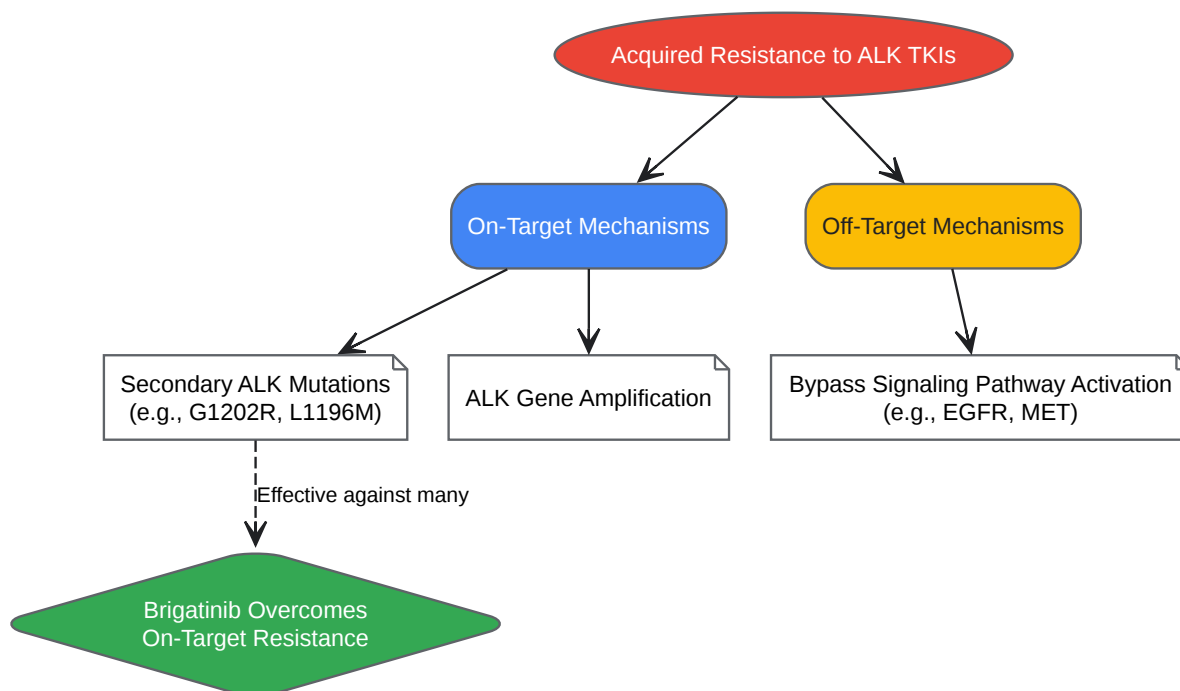 Acquired Resistance to ALK TKIs
On-Target Mechanisms
Off-Target Mechanisms
Secondary ALK Mutations
(e.g., G1202R, L1196M)
ALK Gene Amplification
Bypass Signaling Pathway Activation
(e.g., EGFR, MET)
Effective against many
Brigatinib Overcomes
On-Target Resistance